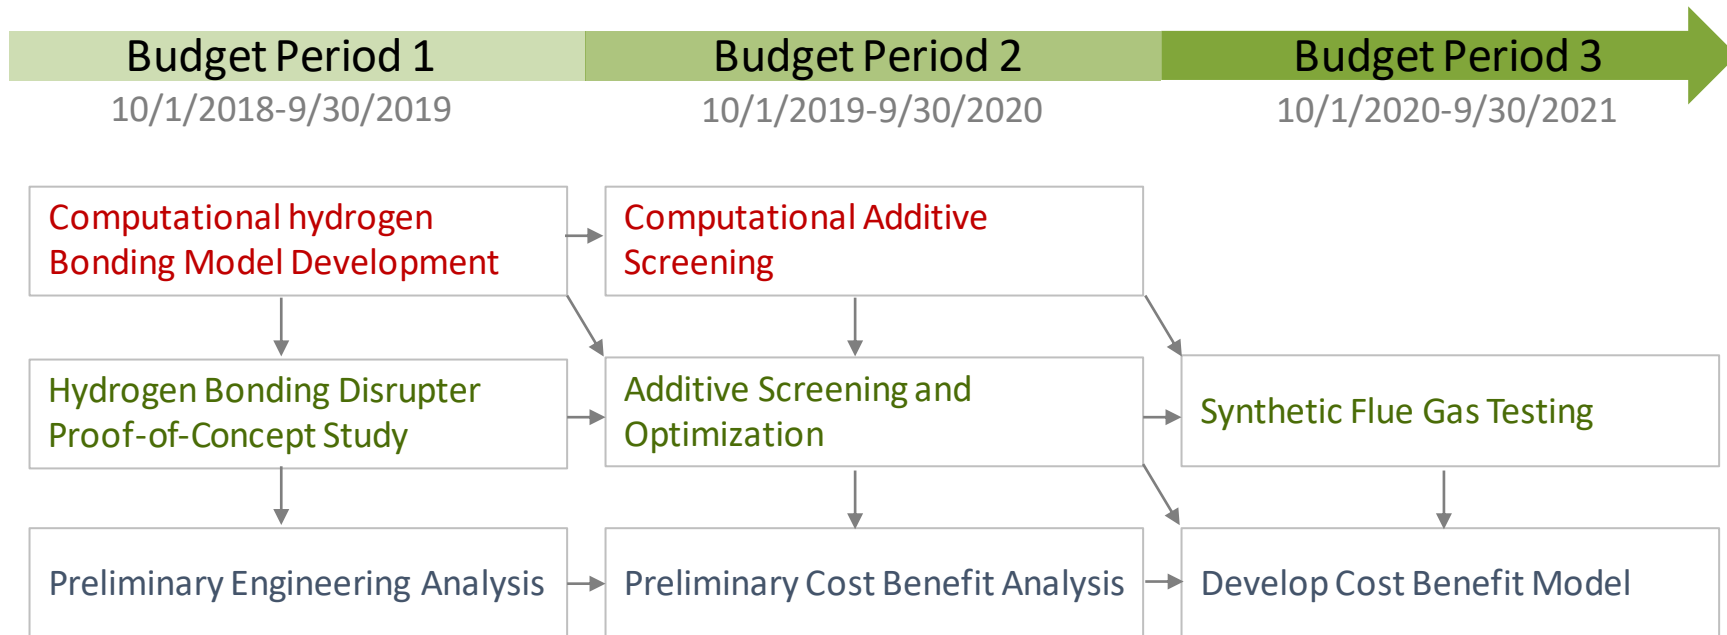 Budget Period 1
Budget Period 2
Budget Period 3
10/1/2018-9/30/2019
10/1/2019-9/30/2020
10/1/2020-9/30/2021
Computational hydrogen
Bonding Model Development
Computational Additive
Screening
Hydrogen Bonding Disrupter
Proof-of-Concept Study
Additive Screening and
Optimization
Synthetic Flue Gas Testing
Preliminary Engineering Analysis
Preliminary Cost Benefit Analysis
Develop Cost Benefit Model